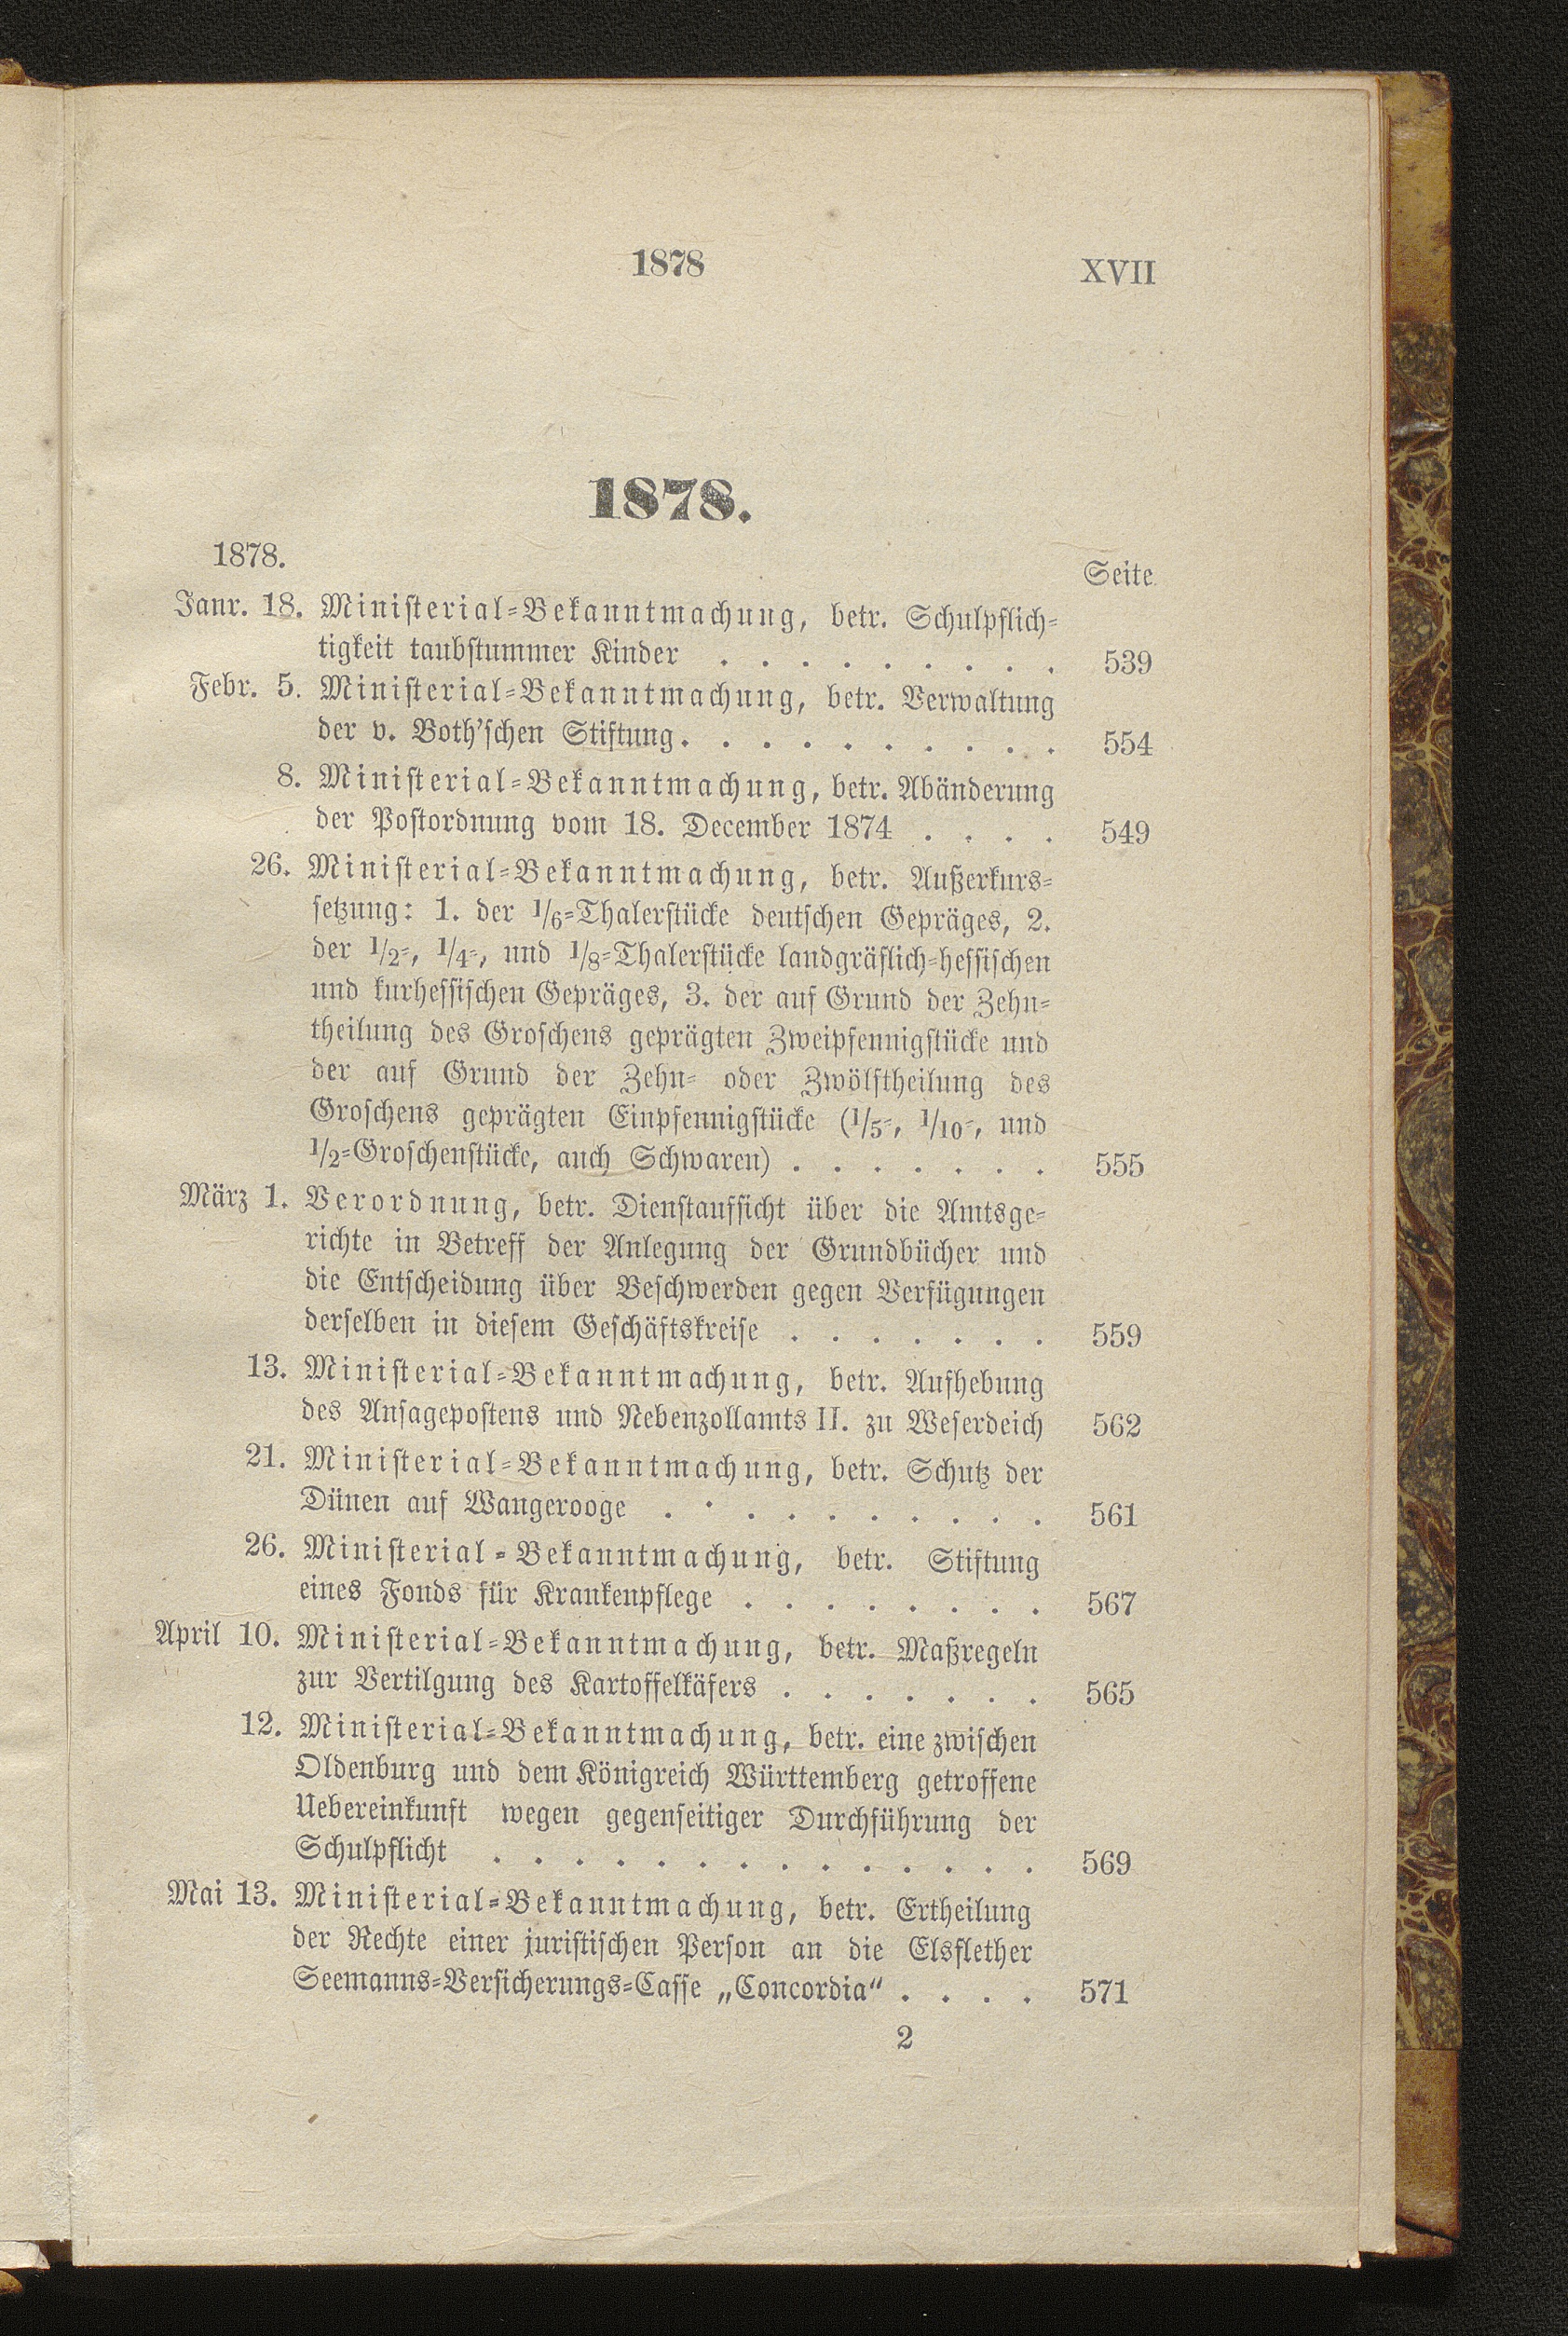 1878 XVII
1878.
1878. Seite
Janr. 18. Ministerial-Bekanntmachung, betr. Schulpflich-
tigkeit taubstummer Kinder . . . . . . . . . 539
Febr. 5. Ministerial-Bekanntmachung, betr. Verwaltung
der v. Voth'schen Stiftung. . . . . . . . . . 554
8. Ministerial-Bekanntmachung, betr. Abänderung
der Postordnung vom 18. December 1874 . . . . 549
26. Ministerial-Bekanntmachung, betr. Außerkurs-
setzung: 1. der 1/6-Thalerstücke deutschen Gepräges, 2.
der 1/2-, 1/4-, und 1/8-Thalerstücke landgräflich-hessischen
und kurhessischen Gepräges, 3. der auf Grund der Zehn-
theilung des Groschens geprägten Zweipfennigstücke und
der auf Grund der Zehn- oder Zwölftheilung des
Groschens geprägten Einpfennigstücke (1/5-, 1/10-, und
1/2-Groschenstücke, auch Schwaren) . . . . . . . 555
März 1. Verordnung, betr. Dienstaufsicht über die Amtsge-
richte in Betreff der Anlegung der Grundbücher und
die Entscheidung über Beschwerden gegen Verfügungen
derselben in diesem Geschäftskreise . . . . . . . 559
13. Ministerial-Bekanntmachung, betr. Aufhebung
des Ansagepostens und Nebenzollamts II. zu Weserdeich 562
21. Ministerial-Bekanntmachung, betr. Schutz der
Dünen auf Wangerooge . . . . . . . . . . 561
26. Ministerial-Bekanntmachung, betr. Stiftung
eines Fonds für Krankenpflege . . . . . . . . 567
April 10. Ministerial-Bekanntmachung, betr. Maßregeln
zur Vertilgung des Kartoffelkäfers . . . . . . . 565
12. Ministerial-Bekanntmachung, betr. eine zwischen
Oldenburg und dem Königreich Württemberg getroffene
Uebereinkunft wegen gegenseitiger Durchführung der
Schulpflicht . . . . . . . . . . . . . . 569
Mai 13. Ministerial-Bekanntmachung, betr. Ertheilung
der Rechte einer juristischen Person an die Elsflether
Seemanns-Versicherungs-Casse „Concordia“ . . . . 571
2